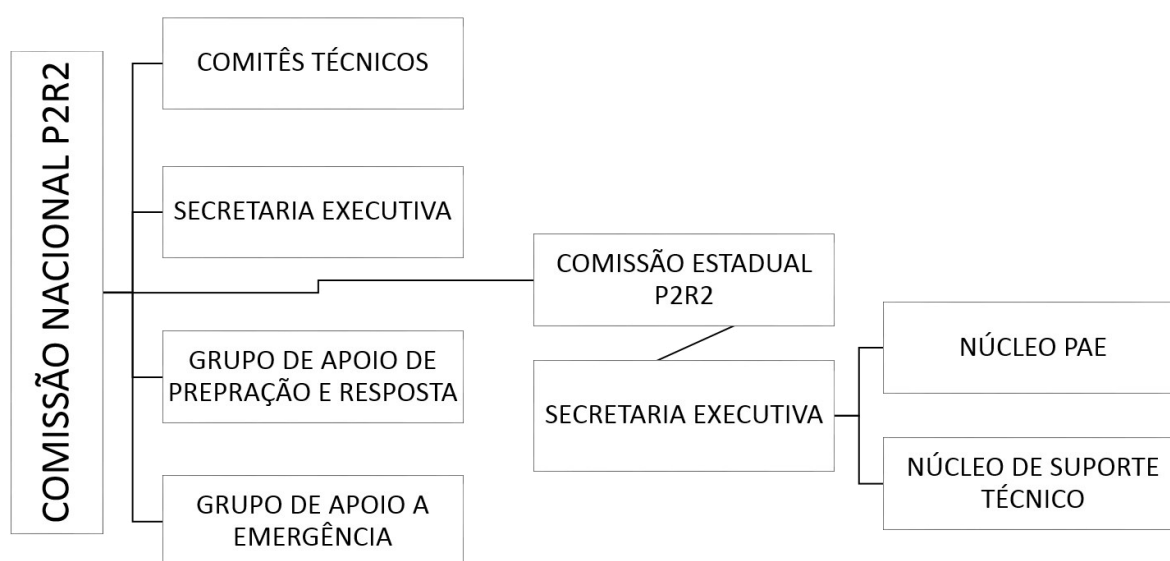 COMISSÃO NACIONAL P2R2
COMITÊS TÉCNICOS
SECRETARIA EXECUTIVA
GRUPO DE APOIO DE
PREPRAÇÃO E RESPOSTA
GRUPO DE APOIO A
EMERGÊNCIA
COMISSÃO ESTADUAL
P2R2
SECRETARIA EXECUTIVA
NÚCLEO PAE
NÚCLEO DE SUPORTE
TÉCNICO